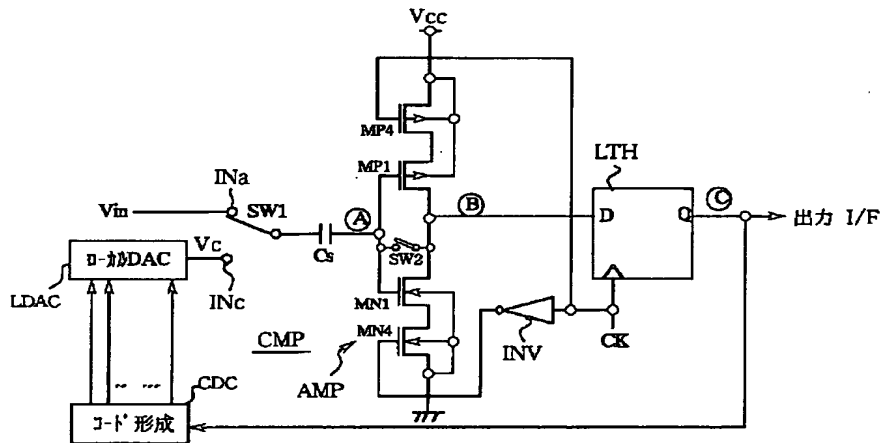 Vcc
MP4
MP1
LTH
INa
SW1
Vin
Ⓐ
Ⓑ
D
Q
Ⓒ
出力 I/F
Cs
SW2
ﾛｰｶﾙDAC
Vc
LDAC
INc
MN1
MN4
CMP
AMP
INV
CK
‥ …
CDC
ｺｰﾄﾞ形成